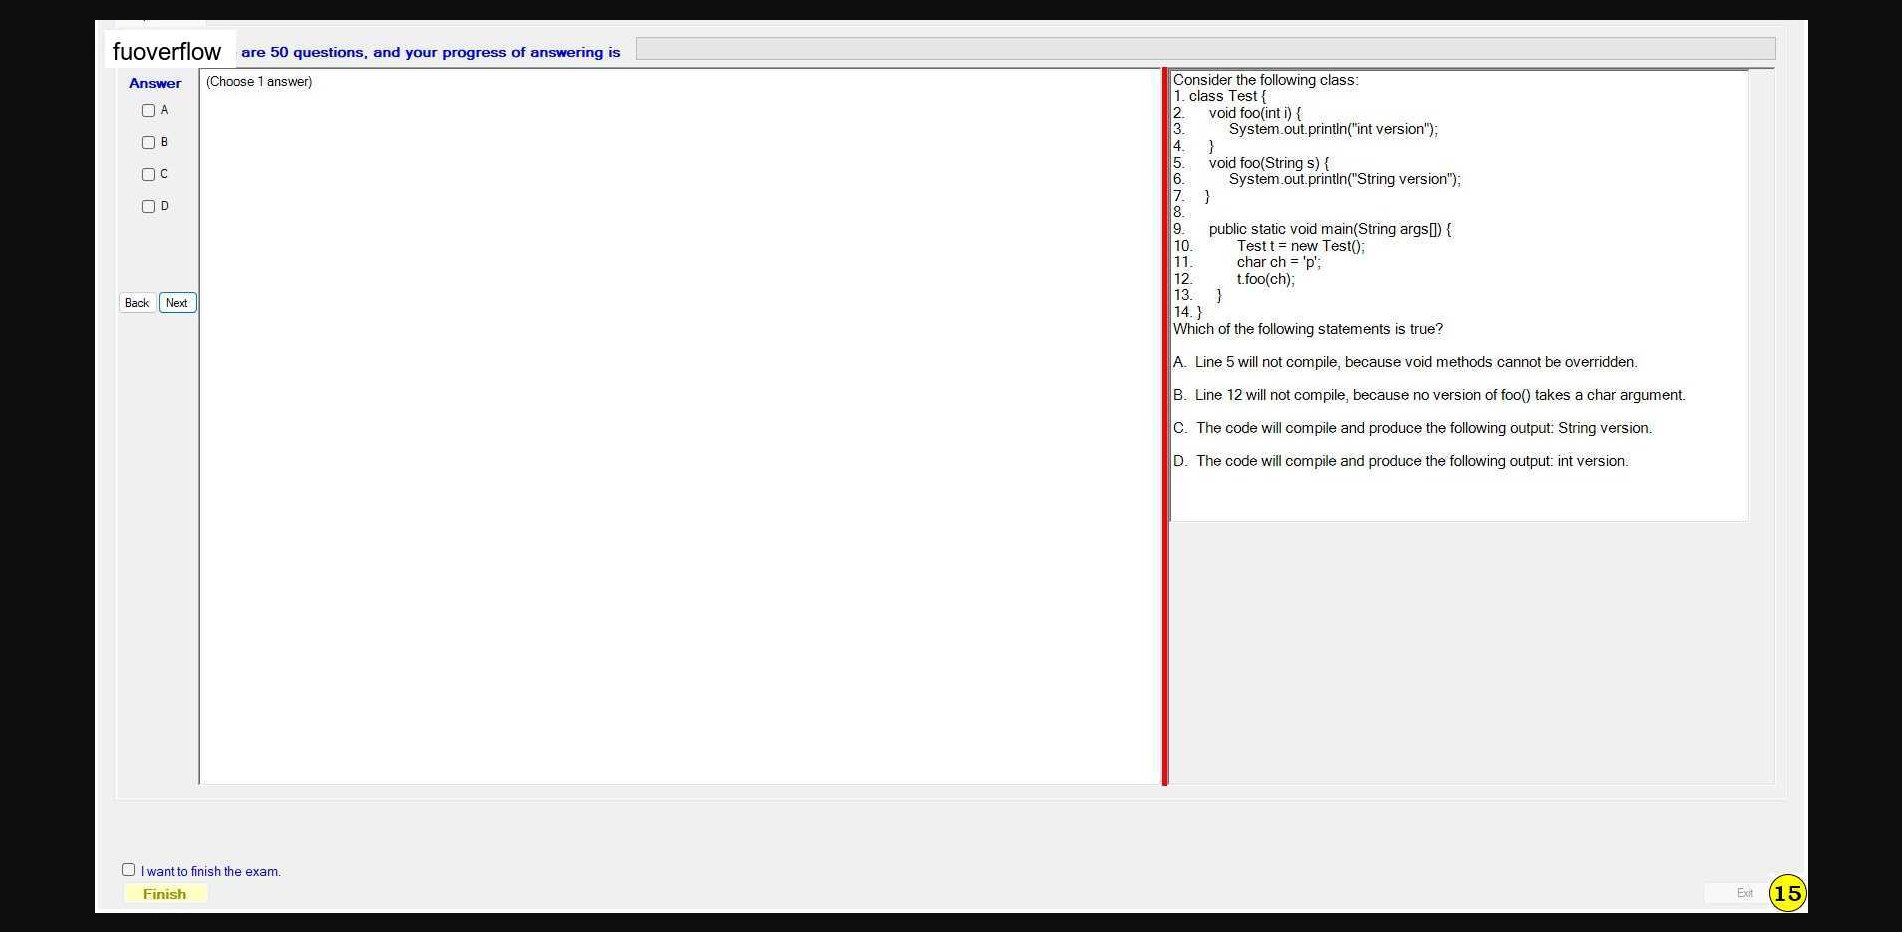 fuoverflow are 50 questions, and your progress of answering is
Answer
A
B
C
D
Back Next
(Choose 1 answer)
Consider the following class:
1. class Test {
2. void foo(int i) {
3. System.out.println("int version");
4. }
5. void foo(String s) {
6. System.out.println("String version");
7. }
8.
9. public static void main(String args[]) {
10. Test t = new Test();
11. char ch = 'p';
12. t.foo(ch);
13. }
14. }
Which of the following statements is true?
A. Line 5 will not compile, because void methods cannot be overridden.
B. Line 12 will not compile, because no version of foo() takes a char argument.
C. The code will compile and produce the following output: String version.
D. The code will compile and produce the following output: int version.
I want to finish the exam.
Finish
Exit
15